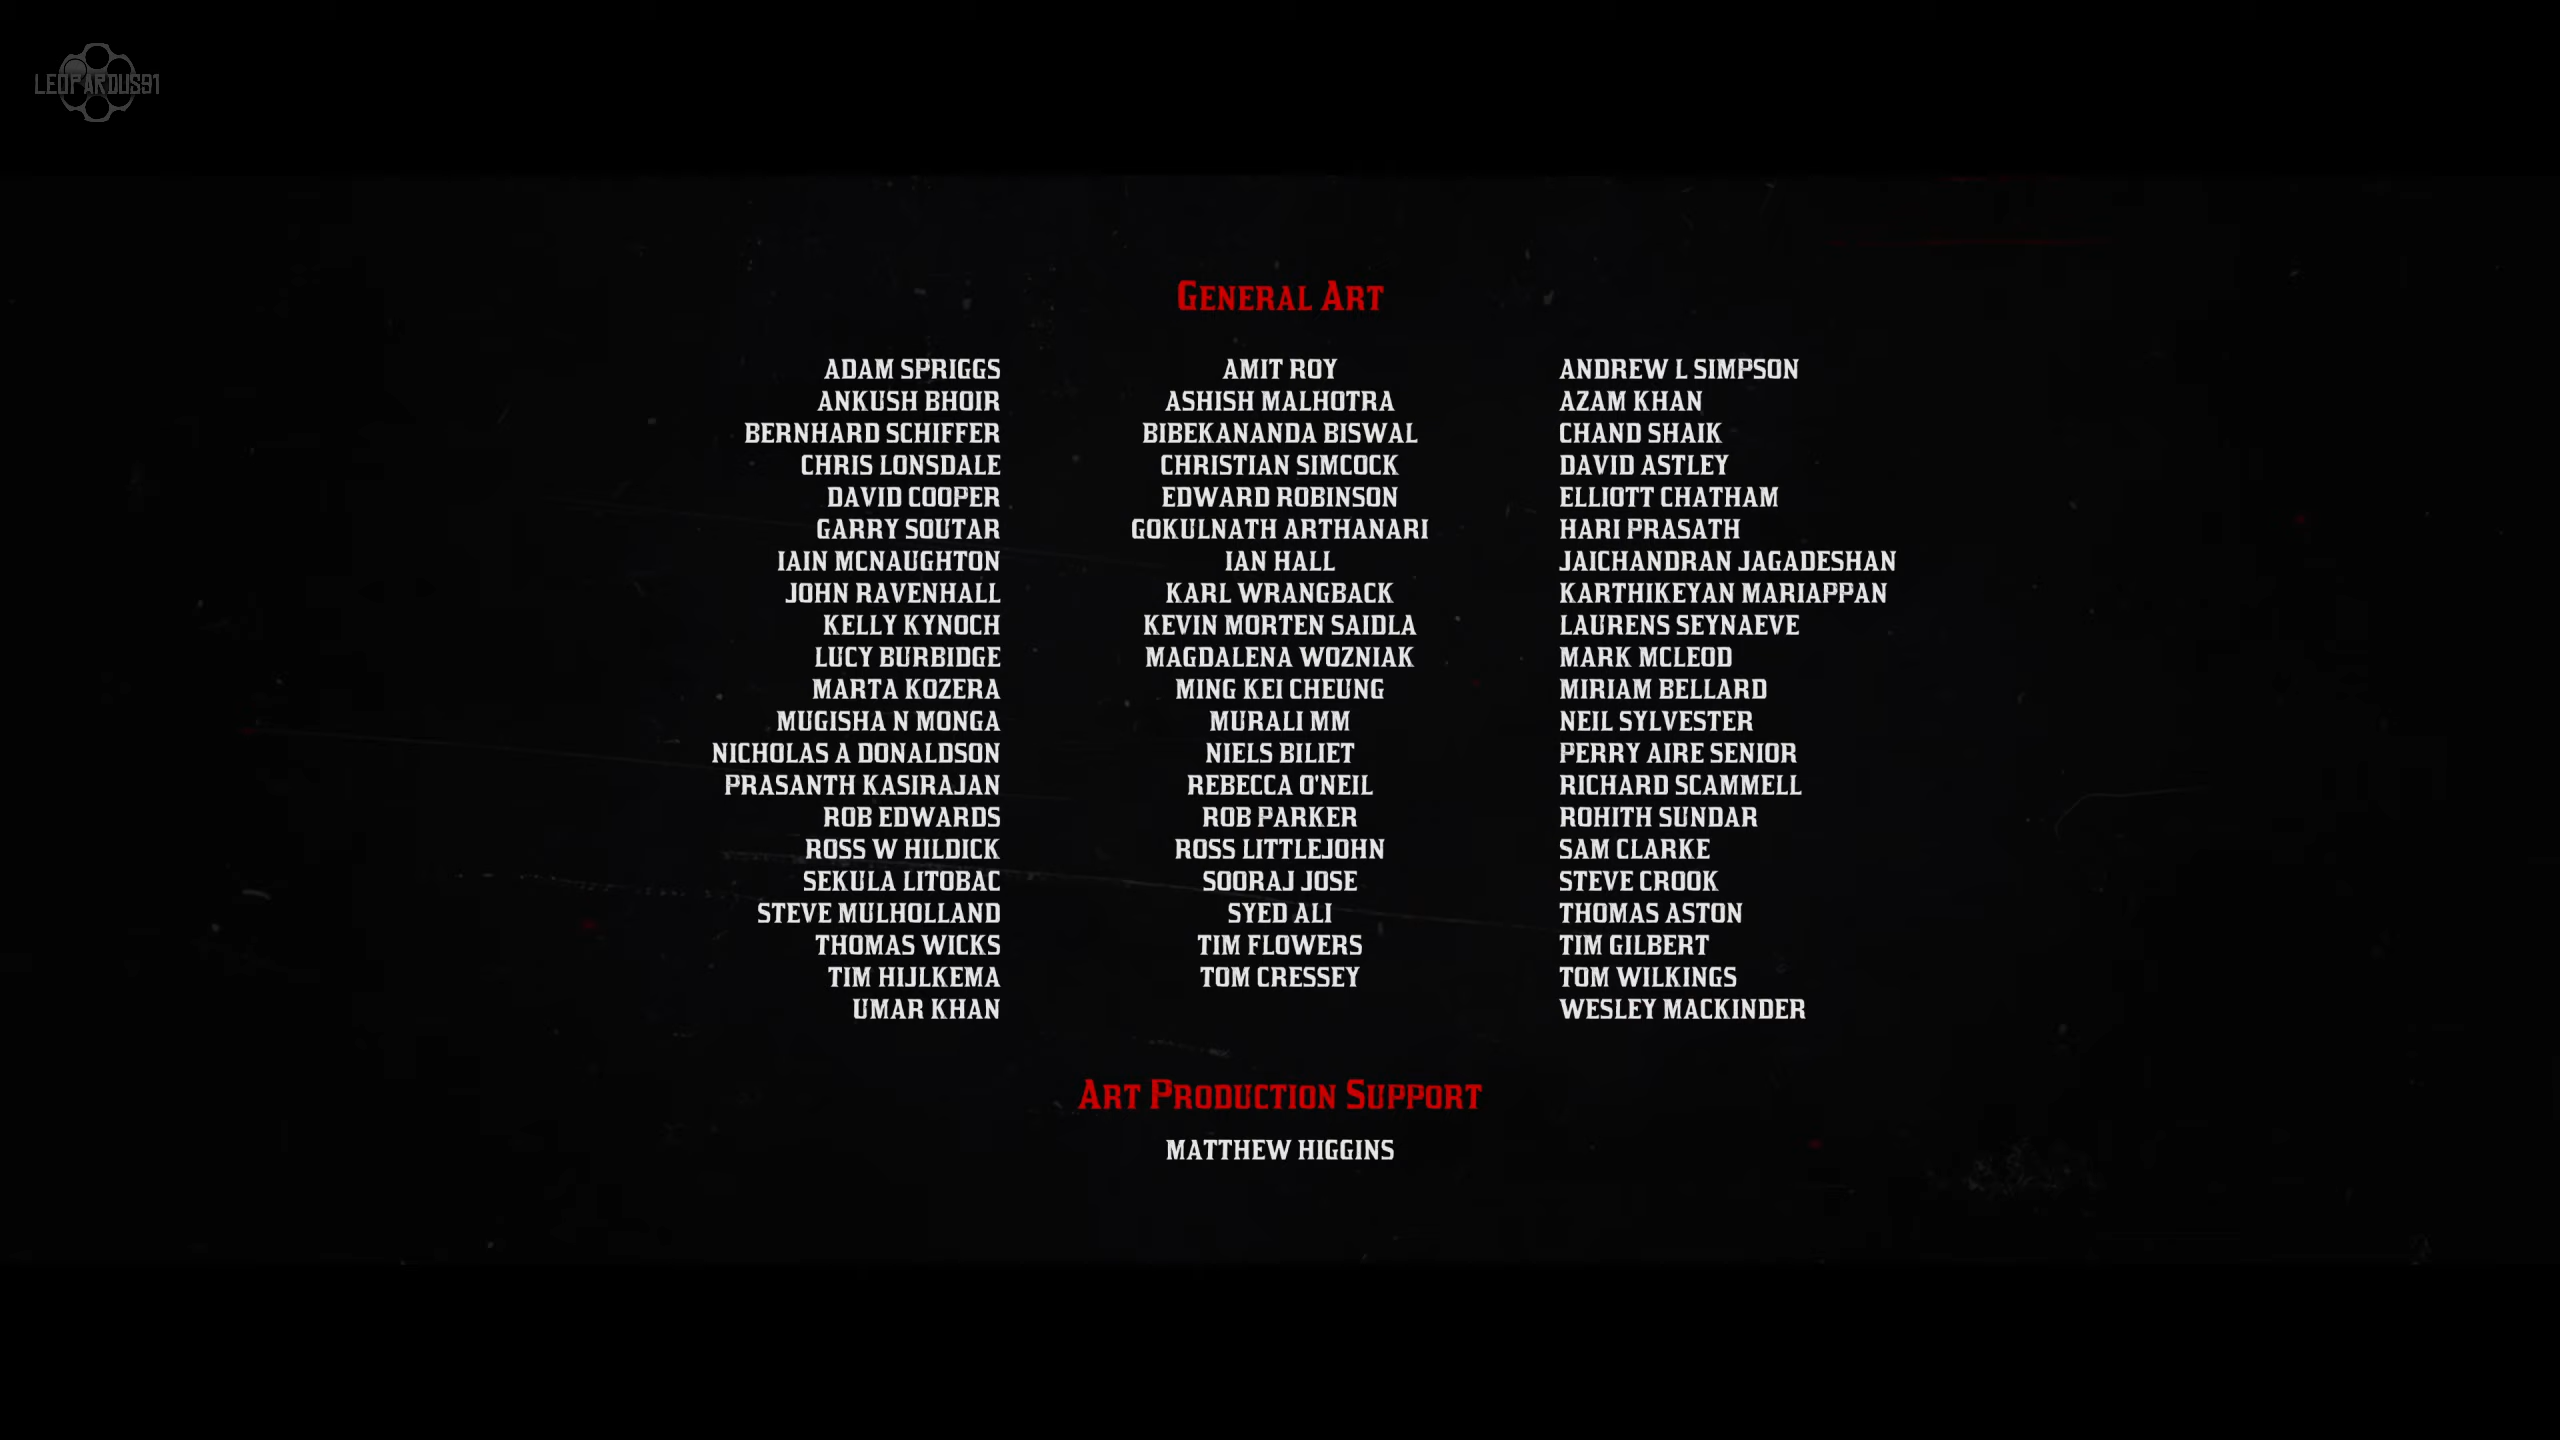 LEOPARDUS91
General Art
ADAM SPRIGGS AMIT ROY ANDREW L SIMPSON
ANKUSH BHOIR ASHISH MALHOTRA AZAM KHAN
BERNHARD SCHIFFER BIBEKANANDA BISWAL CHAND SHAIK
CHRIS LONSDALE CHRISTIAN SIMCOCK DAVID ASTLEY
DAVID COOPER EDWARD ROBINSON ELLIOTT CHATHAM
GARRY SOUTAR GOKULNATH ARTHANARI HARI PRASATH
IAIN MCNAUGHTON IAN HALL JAICHANDRAN JAGADESHAN
JOHN RAVENHALL KARL WRANGBACK KARTHIKEYAN MARIAPPAN
KELLY KYNOCH KEVIN MORTEN SAIDLA LAURENS SEYNAEVE
LUCY BURBIDGE MAGDALENA WOZNIAK MARK MCLEOD
MARTA KOZERA MING KEI CHEUNG MIRIAM BELLARD
MUGISHA N MONGA MURALI MM NEIL SYLVESTER
NICHOLAS A DONALDSON NIELS BILIET PERRY AIRE SENIOR
PRASANTH KASIRAJAN REBECCA O'NEIL RICHARD SCAMMELL
ROB EDWARDS ROB PARKER ROHITH SUNDAR
ROSS W HILDICK ROSS LITTLEJOHN SAM CLARKE
SEKULA LITOBAC SOORAJ JOSE STEVE CROOK
STEVE MULHOLLAND SYED ALI THOMAS ASTON
THOMAS WICKS TIM FLOWERS TIM GILBERT
TIM HIJLKEMA TOM CRESSEY TOM WILKINGS
UMAR KHAN WESLEY MACKINDER
Art Production Support
MATTHEW HIGGINS